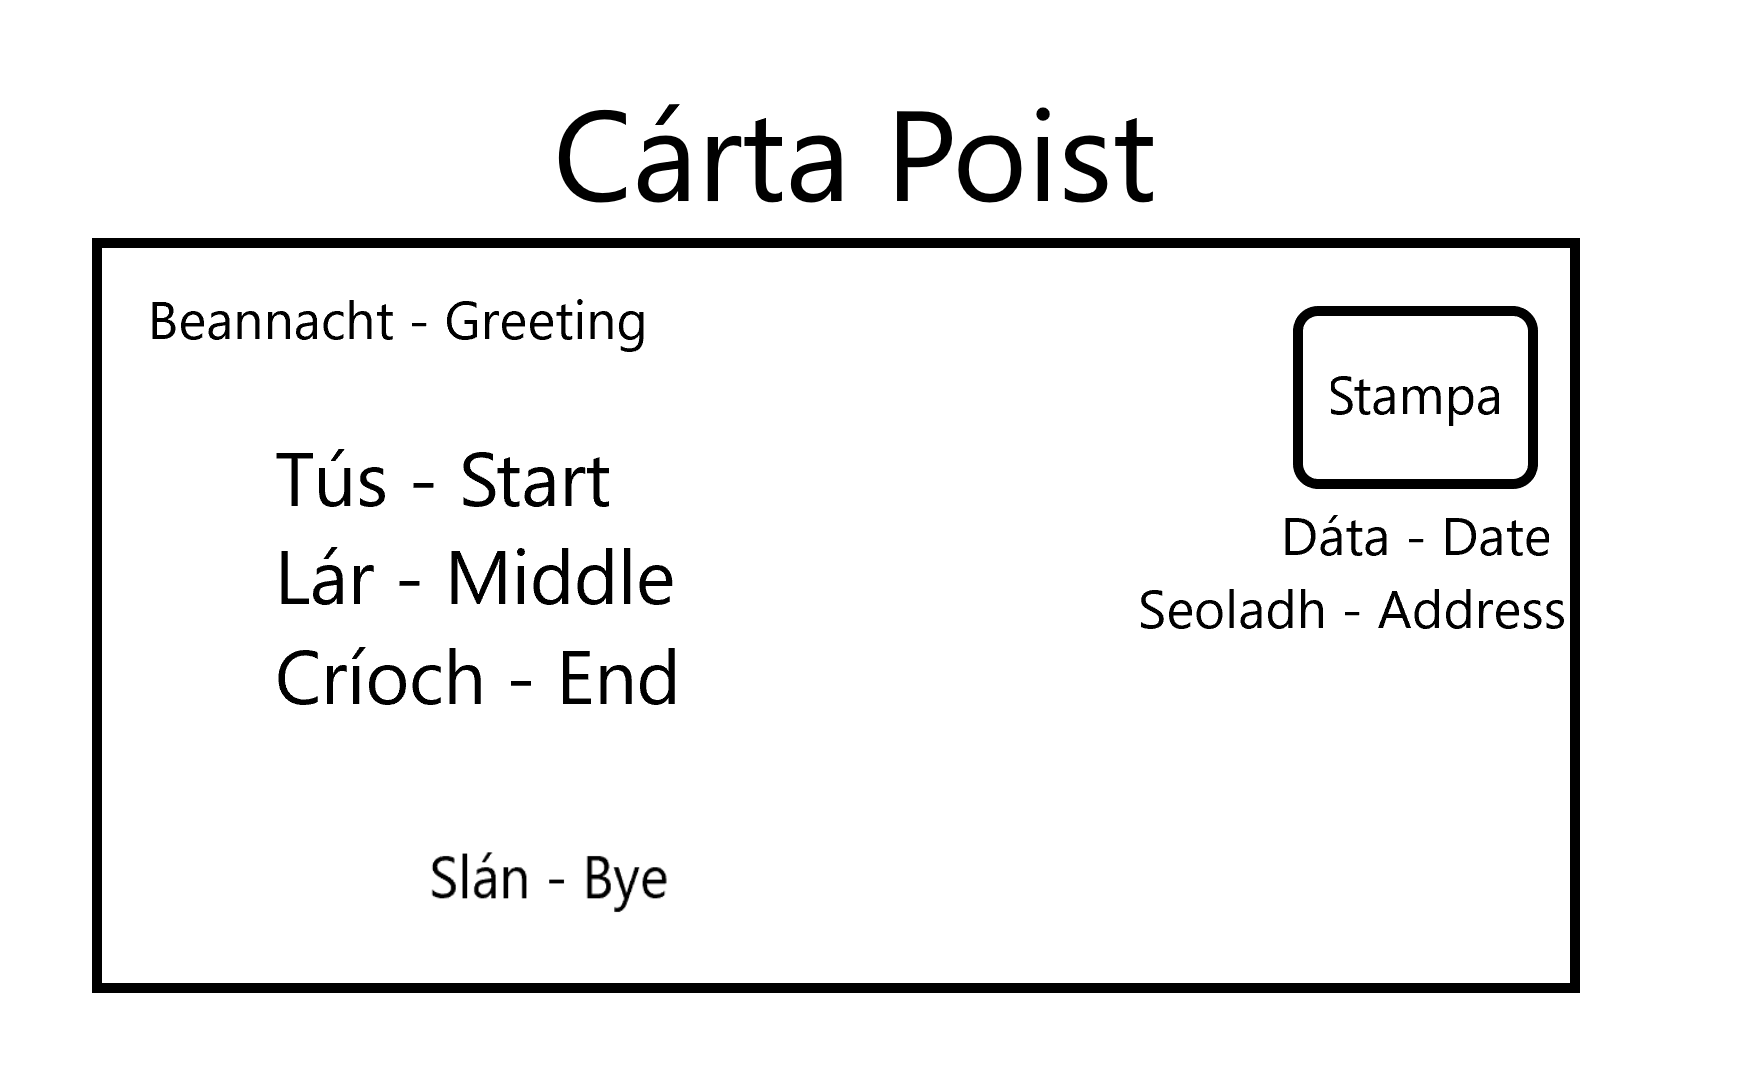 Cárta Poist
Beannacht - Greeting
Stampa
Tús - Start
Lár - Middle
Críoch - End
Dáta - Date
Seoladh - Address
Slán - Bye